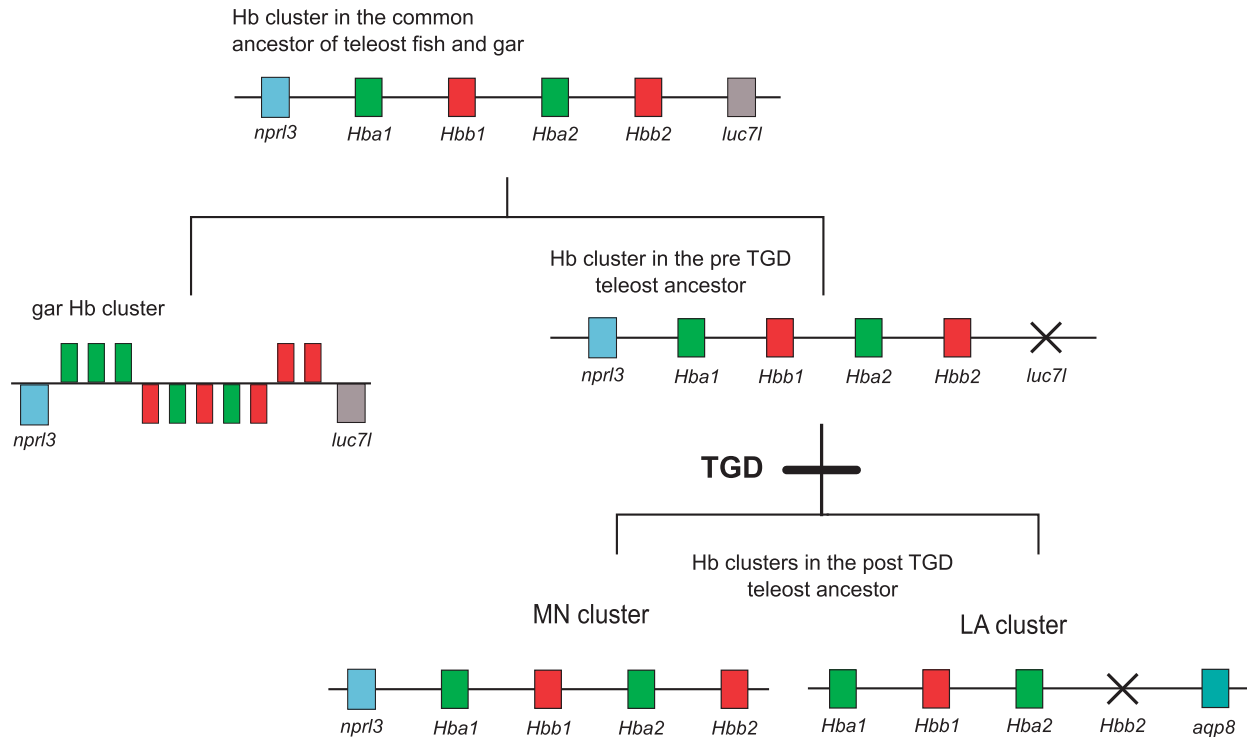 Hb cluster in the common
ancestor of teleost fish and gar
nprl3 Hba1 Hbb1 Hba2 Hbb2 luc7l
Hb cluster in the pre TGD
teleost ancestor
gar Hb cluster
nprl3 Hba1 Hbb1 Hba2 Hbb2 luc7l
nprl3 luc7l
TGD
Hb clusters in the post TGD
teleost ancestor
MN cluster
LA cluster
nprl3 Hba1 Hbb1 Hba2 Hbb2
Hba1 Hbb1 Hba2 Hbb2 aqp8